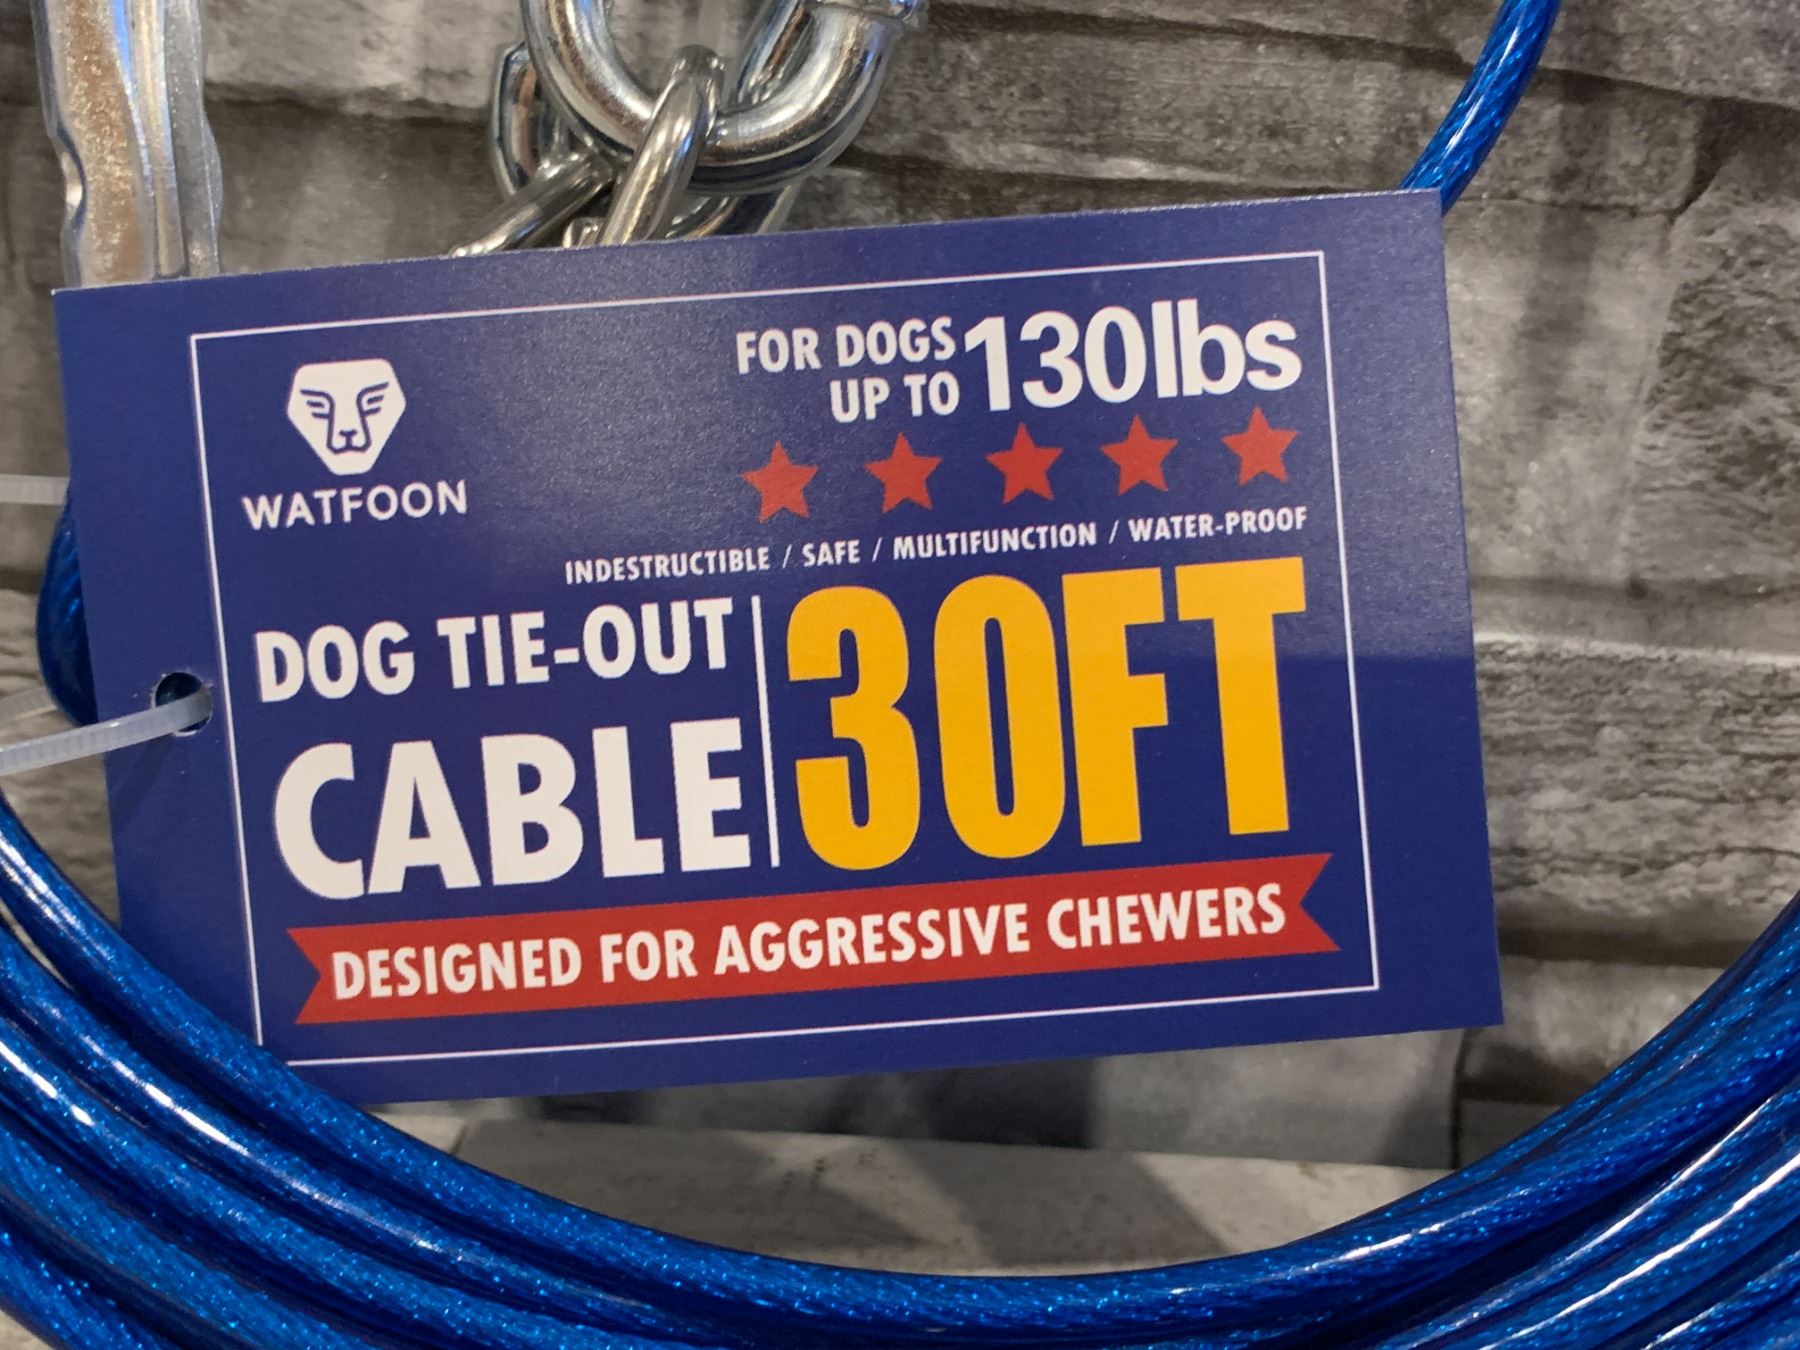 WATFOON
FOR DOGS
UP TO 130lbs
INDESTRUCTIBLE / SAFE / MULTIFUNCTION / WATER-PROOF
DOG TIE-OUT
CABLE
30FT
DESIGNED FOR AGGRESSIVE CHEWERS